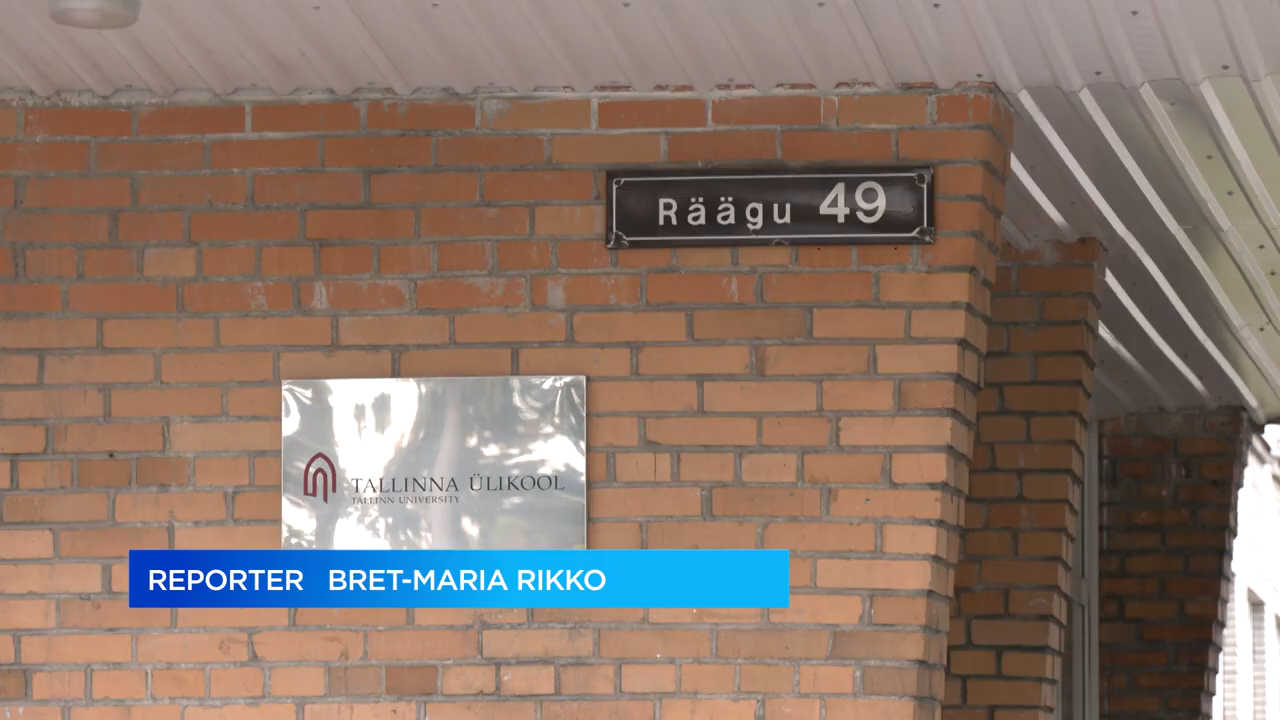 Räägu 49
TALLINNA ÜLIKOOL
TALLINN UNIVERSITY
REPORTER BRET-MARIA RIKKO